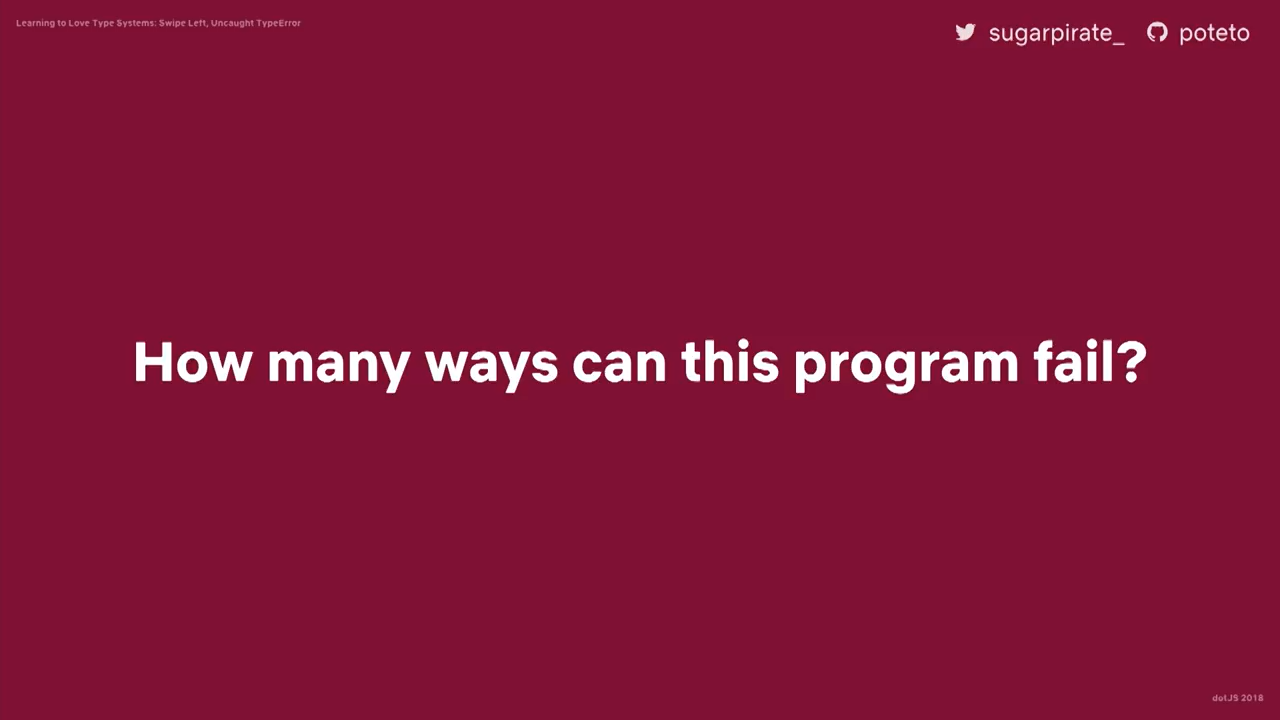 Learning to Love Type Systems: Swipe Left, Uncaught TypeError
sugarpirate_ poteto
How many ways can this program fail?
dotJS 2018